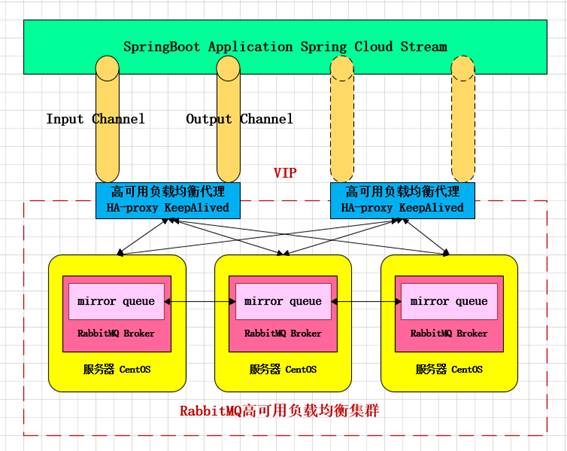 SpringBoot Application Spring Cloud Stream
Input Channel
Output Channel
VIP
高可用负载均衡代理
HA-proxy KeepAlived
高可用负载均衡代理
HA-proxy KeepAlived
mirror queue
RabbitMQ Broker
服务器 CentOS
mirror queue
RabbitMQ Broker
服务器 CentOS
mirror queue
RabbitMQ Broker
服务器 CentOS
RabbitMQ高可用负载均衡集群